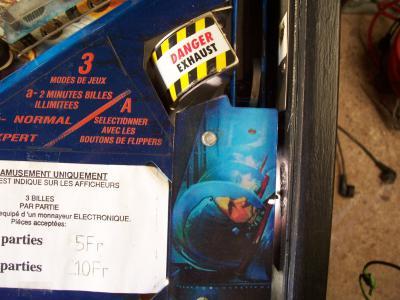 DANGER
EXHAUST
3
MODES DE JEUX
a- 2 MINUTES BILLES
ILLIMITEES
- NORMAL
EXPERT
A
SELECTIONNER
AVEC LES
BOUTONS DE FLIPPERS
AMUSEMENT UNIQUEMENT
EST INDIQUE SUR LES AFFICHEURS
3 BILLES
PAR PARTIE
equipé d'un monnayeur ELECTRONIQUE.
Pièces acceptées:
parties 5Fr
parties 10Fr